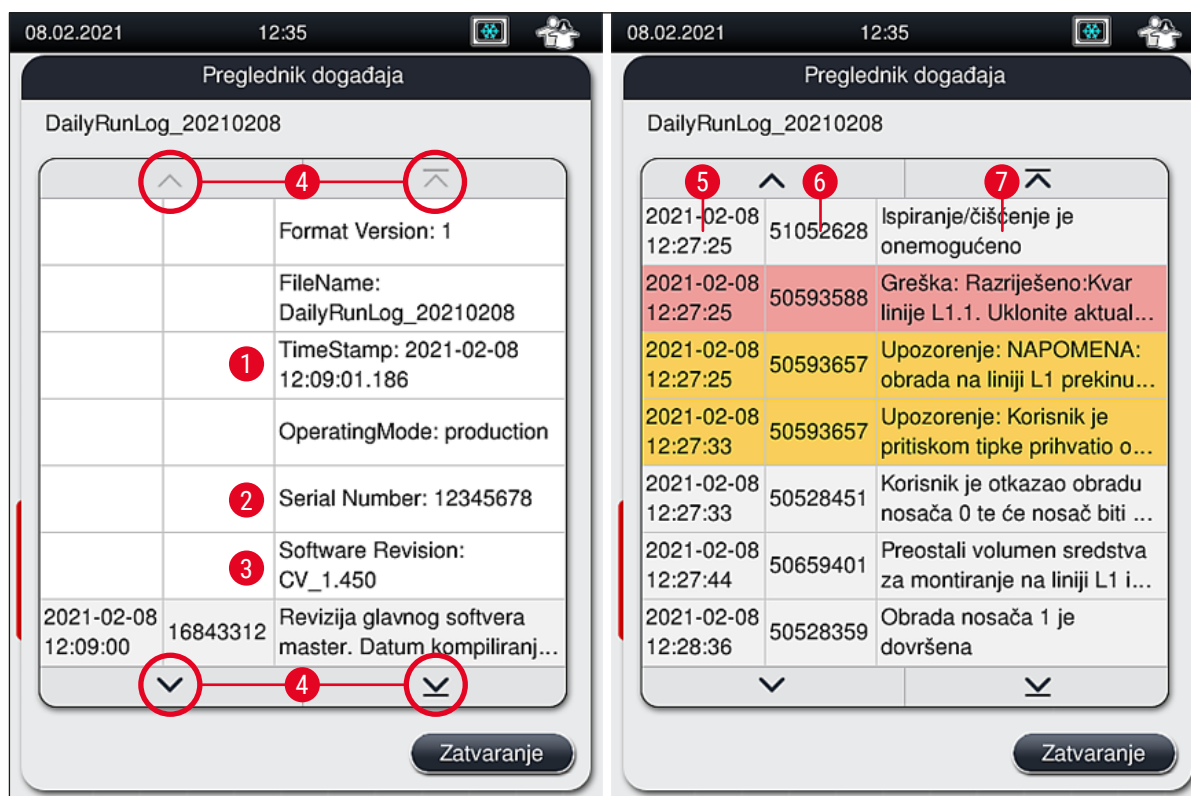 08.02.2021 12:35
Preglednik događaja
DailyRunLog_20210208
4
Format Version: 1
FileName:
DailyRunLog_20210208
1
TimeStamp: 2021-02-08
12:09:01.186
OperatingMode: production
2
Serial Number: 12345678
3
Software Revision:
CV_1.450
2021-02-08
12:09:00
16843312
Revizija glavnog softvera
master. Datum kompiliranj...
4
Zatvaranje
08.02.2021 12:35
Preglednik događaja
DailyRunLog_20210208
5 6 7
2021-02-08
12:27:25
51052628
Ispiranje/čišćenje je
onemogućeno
2021-02-08
12:27:25
50593588
Greška: Razriješeno:Kvar
linije L1.1. Uklonite aktual...
2021-02-08
12:27:25
50593657
Upozorenje: NAPOMENA:
obrada na liniji L1 prekinu...
2021-02-08
12:27:33
50593657
Upozorenje: Korisnik je
pritiskom tipke prihvatio o...
2021-02-08
12:27:33
50528451
Korisnik je otkazao obradu
nosača 0 te će nosač biti ...
2021-02-08
12:27:44
50659401
Preostali volumen sredstva
za montiranje na liniji L1 i...
2021-02-08
12:28:36
50528359
Obrada nosača 1 je
dovršena
Zatvaranje